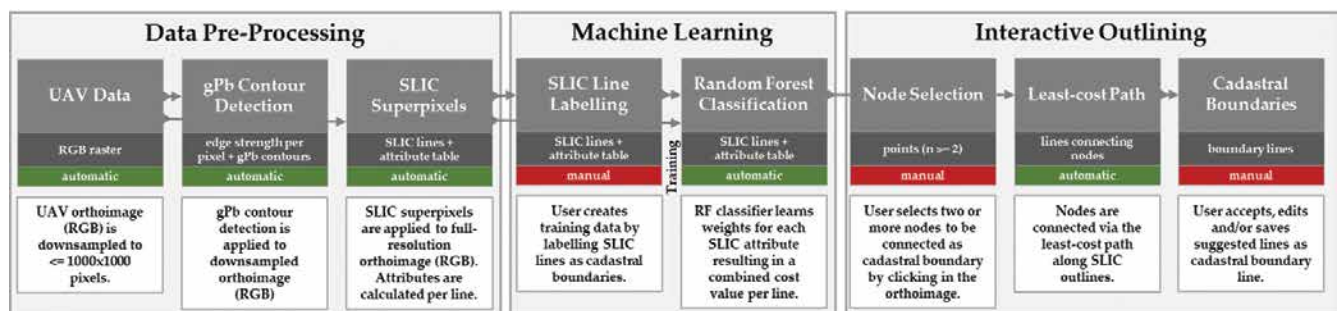 Data Pre-Processing
UAV Data
RGB raster
automatic
UAV orthoimage
(RGB) is
downsampled to
<= 1000x1000
pixels.
gPb Contour
Detection
edge strength per
pixel + gPb contours
automatic
gPb contour
detection is
applied to
downsampled
orthoimage
(RGB)
SLIC
Superpixels
SLIC lines +
attribute table
automatic
SLIC superpixels
are applied to full-
resolution
orthoimage (RGB).
Attributes are
calculated per line.
Machine Learning
SLIC Line
Labelling
SLIC lines +
attribute table
manual
User creates
training data by
labelling SLIC
lines as cadastral
boundaries.
Training
Random Forest
Classification
SLIC lines +
attribute table
automatic
RF classifier learns
weights for each
SLIC attribute
resulting in a
combined cost
value per line.
Interactive Outlining
Node Selection
points (n >= 2)
manual
User selects two or
more nodes to be
connected as
cadastral boundary
by clicking in the
orthoimage.
Least-cost Path
lines connecting
nodes
automatic
Nodes are
connected via the
least-cost path
along SLIC
outlines.
Cadastral
Boundaries
boundary lines
manual
User accepts, edits
and/or saves
suggested lines as
cadastral boundary
line.